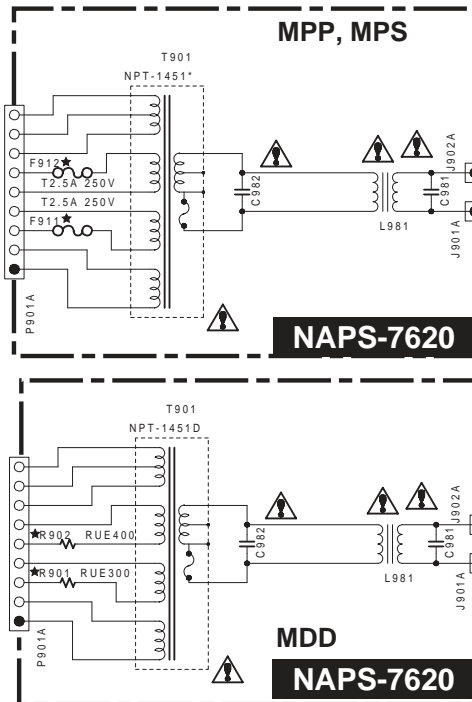 MPP, MPS
T901
NPT-1451*
F912★
T2.5A 250V
T2.5A 250V
F911★
C982
L981
C981
J902A
J901A
P901A
NAPS-7620
T901
NPT-1451D
★R902 RUE400
★R901 RUE300
C982
L981
C981
J902A
J901A
P901A
MDD
NAPS-7620